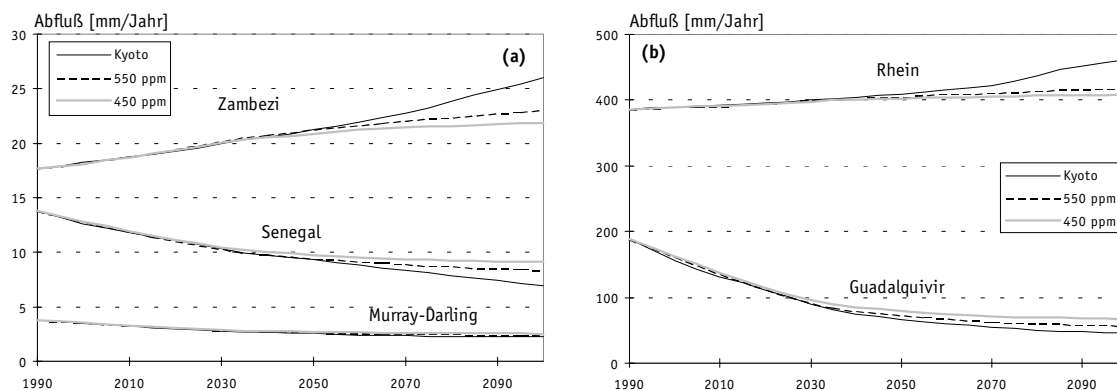 Abfluß [mm/Jahr]
30
25
20
15
10
5
0
(a)
Kyoto
550 ppm
450 ppm
Zambezi
Senegal
Murray-Darling
1990 2010 2030 2050 2075 2090
Abfluß [mm/Jahr]
500
400
300
200
100
0
(b)
Rhein
Kyoto
550 ppm
450 ppm
Guadalquivir
1990 2010 2030 2050 2070 2090